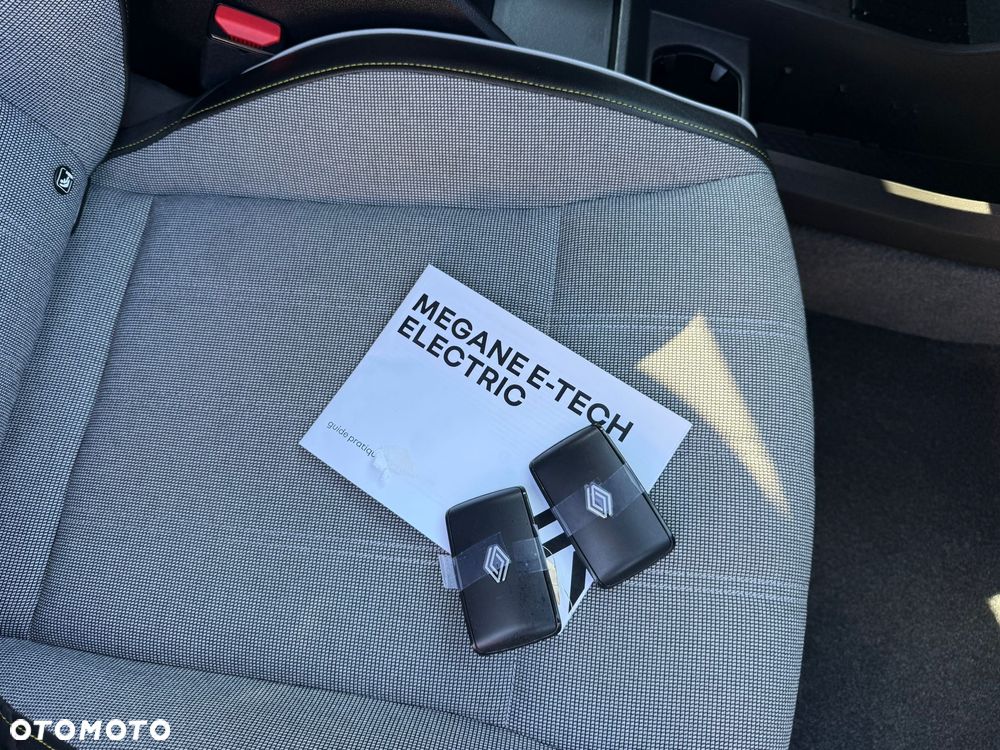 MEGANE E-TECH
ELECTRIC
guide pratique
OTOMOTO